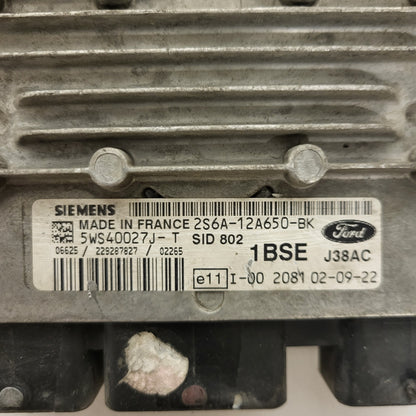 SIEMENS
MADE IN FRANCE 2S6A-12A650-BK
5WS40027J-T SID 802
Ford
06625 / 229287827 / 02265
1BSE J38AC
e11 I-00 2081 02-09-22